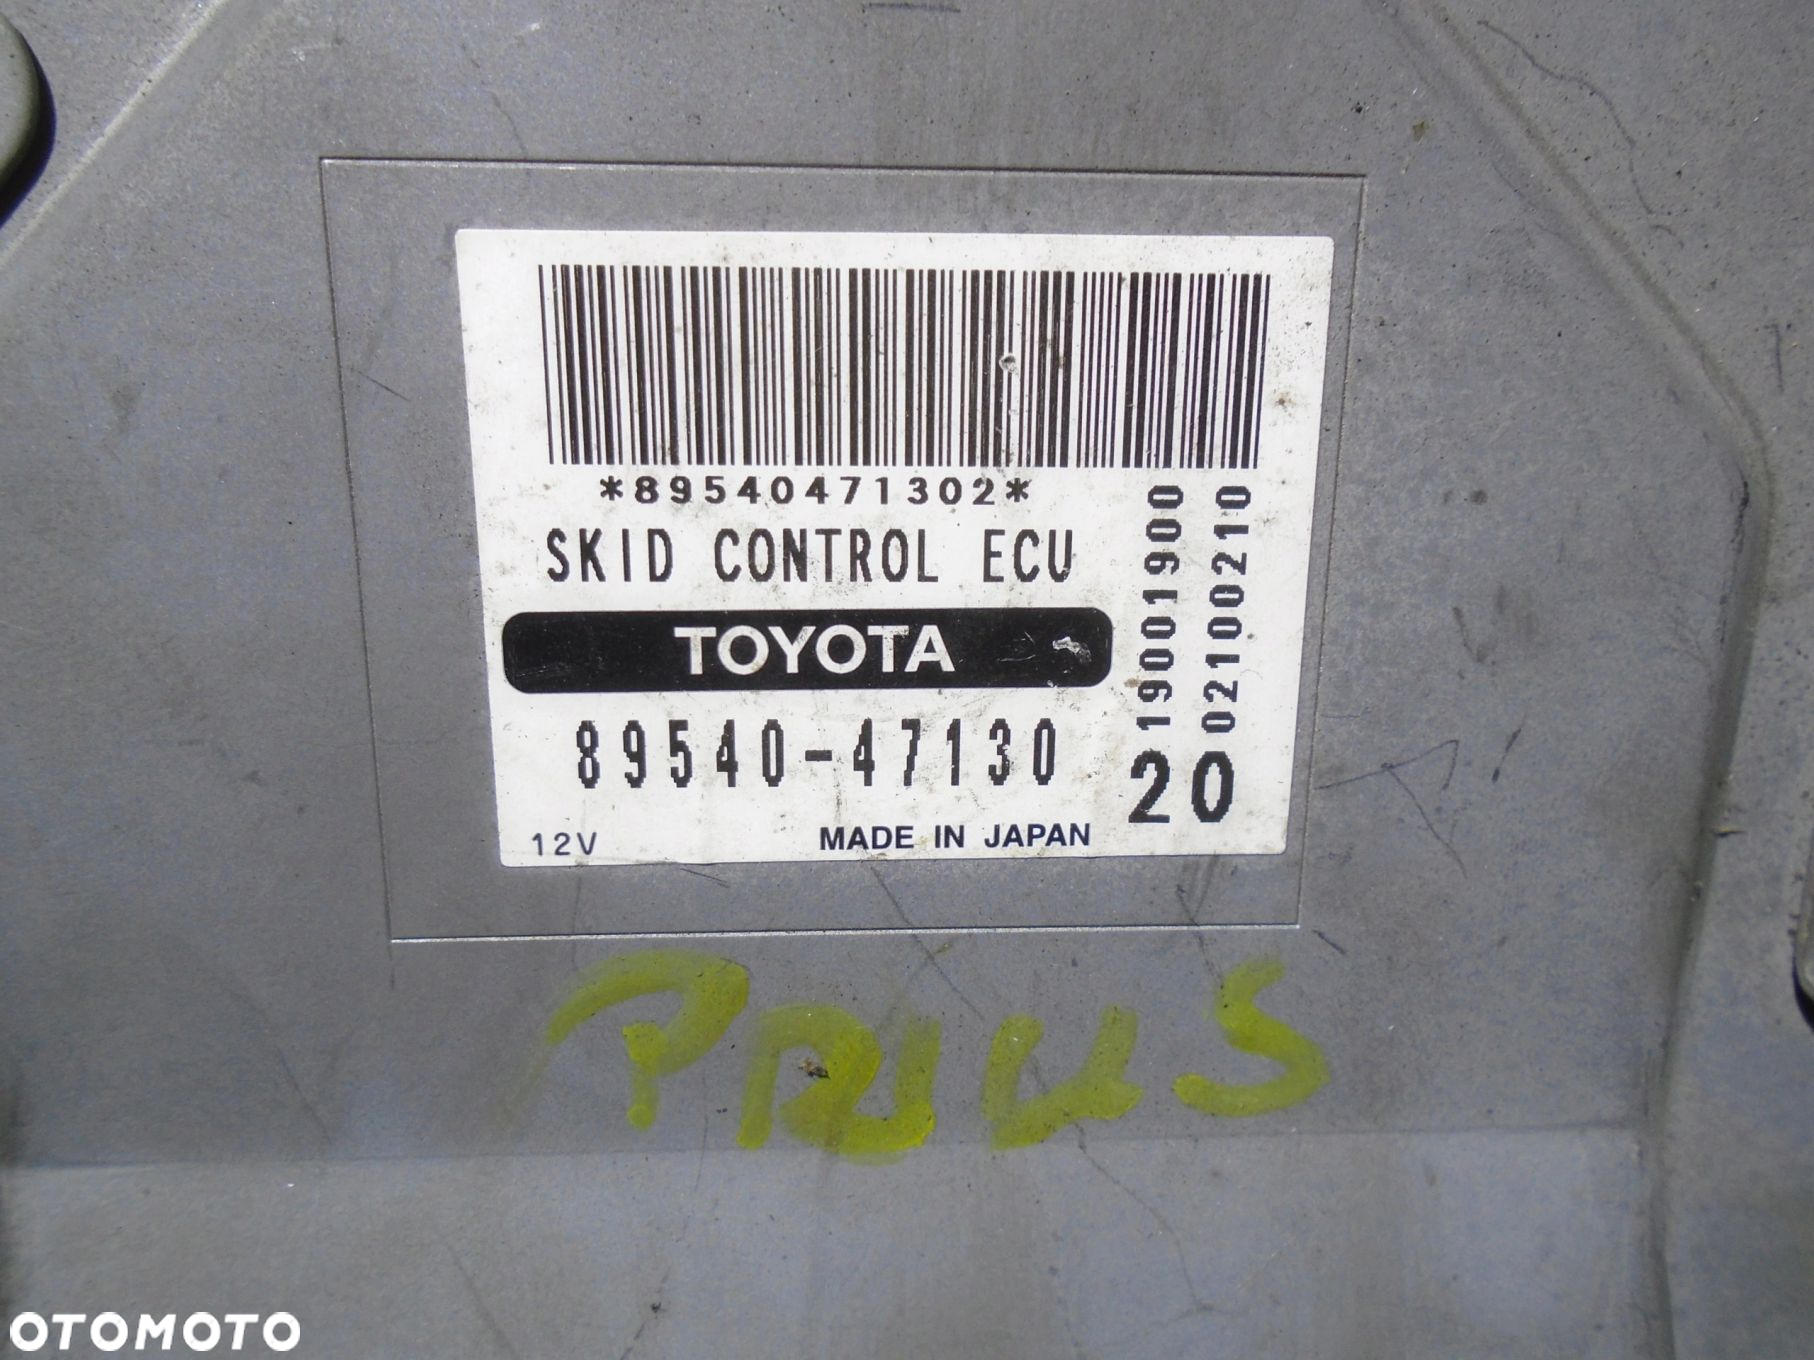 *89540471302*
SKID CONTROL ECU
TOYOTA
89540-47130
12V
MADE IN JAPAN
19001900
02100210
20
PRIUS
OTOMOTO